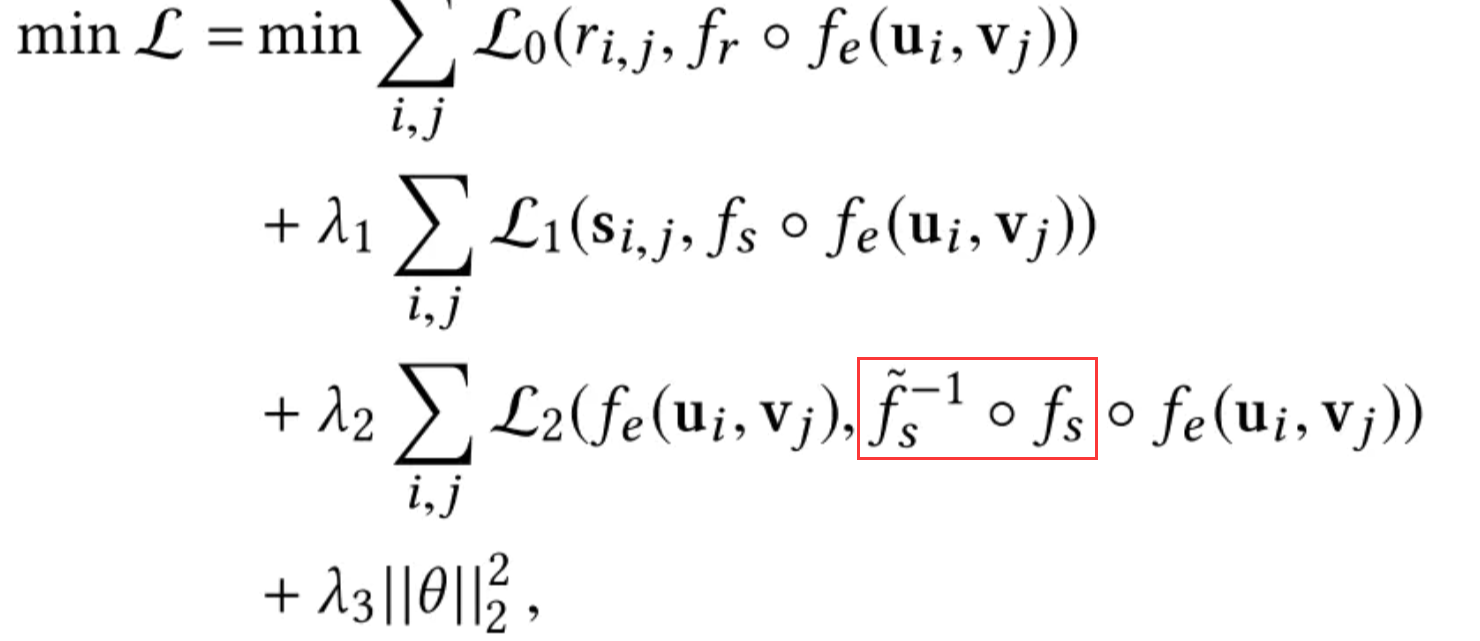 min ℒ = min ∑_{i,j} ℒ₀(r_{i,j}, f_r ∘ f_e(𝐮_i, 𝐯_j))
+ λ₁ ∑_{i,j} ℒ₁(𝐬_{i,j}, f_s ∘ f_e(𝐮_i, 𝐯_j))
+ λ₂ ∑_{i,j} ℒ₂(f_e(𝐮_i, 𝐯_j), f̃_s^{−1} ∘ f_s ∘ f_e(𝐮_i, 𝐯_j))
+ λ₃||θ||₂²,